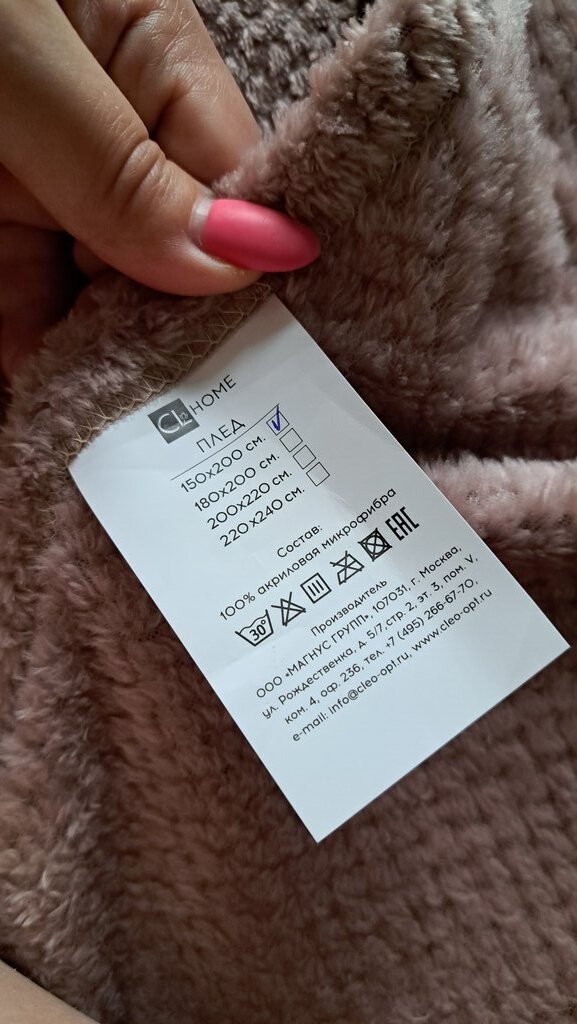 CL HOME
ПЛЕД
150х200 см.
180х200 см.
200х220 см.
220х240 см.
Состав:
100% акриловая микрофибра
30° EAC
Производитель
ООО «МАГНУС ГРУПП», 107031, г. Москва,
ул. Рождественка, д. 5/7, стр. 2, эт. 3, пом. V,
ком. 4, оф. 236, тел. +7 (495) 266-67-70,
e-mail: info@cleo-opt.ru, www.cleo-opt.ru